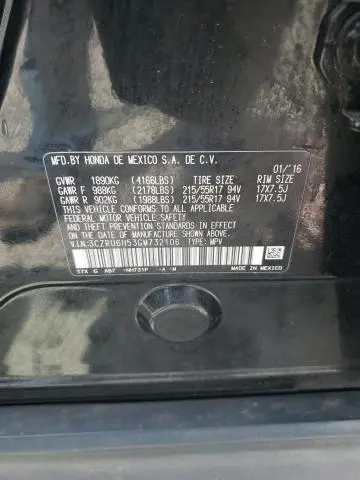 MFD.BY HONDA DE MEXICO S.A. DE C.V. 01/'16
GVWR 1890KG (4166LBS) TIRE SIZE RIM SIZE
GAWR F 988KG (2178LBS) 215/55R17 94V 17X7.5J
GAWR R 902KG (1988LBS) 215/55R17 94V 17X7.5J
THIS VEHICLE CONFORMS TO ALL APPLICABLE
FEDERAL MOTOR VEHICLE SAFETY AND
THEFT PREVENTION STANDARDS IN EFFECT ON
THE DATE OF MANUFACTURE SHOWN ABOVE.
V.I.N:3CZRU6H53GM732106 TYPE: MPV
STX G AB7 -NH731P -A -M MADE IN MEXICO